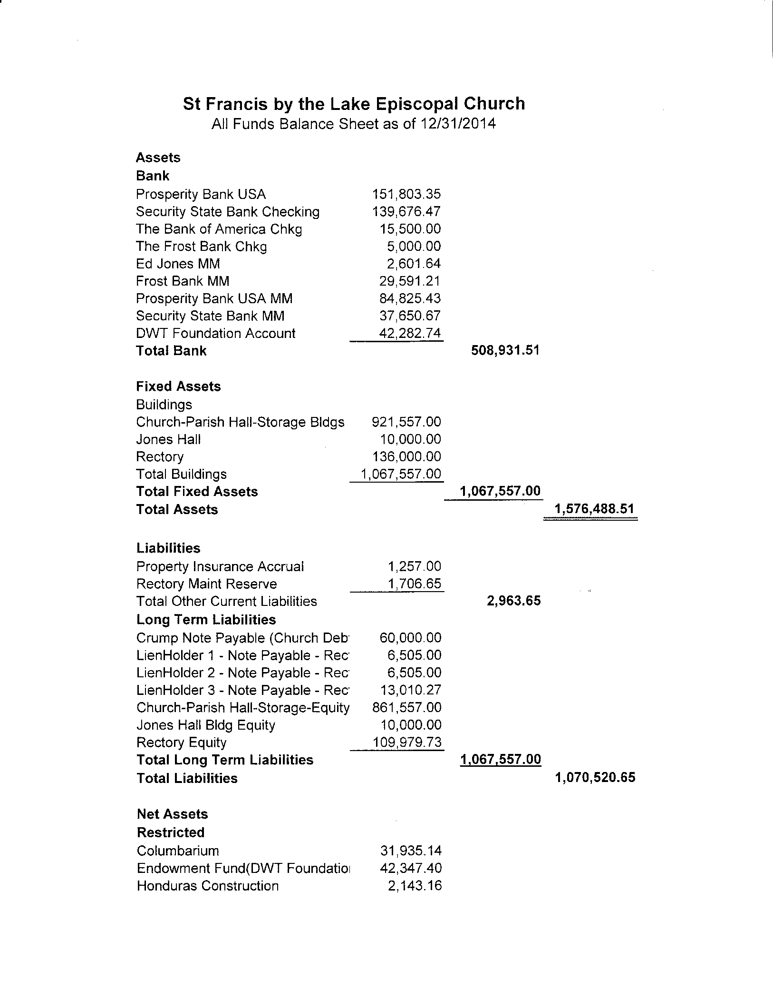 St Francis by the Lake Episcopal Church
All Funds Balance Sheet as of 12/31/2014
Assets
Bank
Prosperity Bank USA 151,803.35
Security State Bank Checking 139,676.47
The Bank of America Chkg 15,500.00
The Frost Bank Chkg 5,000.00
Ed Jones MM 2,601.64
Frost Bank MM 29,591.21
Prosperity Bank USA MM 84,825.43
Security State Bank MM 37,650.67
DWT Foundation Account 42,282.74
Total Bank 508,931.51
Fixed Assets
Buildings
Church-Parish Hall-Storage Bldgs 921,557.00
Jones Hall 10,000.00
Rectory 136,000.00
Total Buildings 1,067,557.00
Total Fixed Assets 1,067,557.00
Total Assets 1,576,488.51
Liabilities
Property Insurance Accrual 1,257.00
Rectory Maint Reserve 1,706.65
Total Other Current Liabilities 2,963.65
Long Term Liabilities
Crump Note Payable (Church Deb 60,000.00
LienHolder 1 - Note Payable - Rec 6,505.00
LienHolder 2 - Note Payable - Rec 6,505.00
LienHolder 3 - Note Payable - Rec 13,010.27
Church-Parish Hall-Storage-Equity 861,557.00
Jones Hall Bldg Equity 10,000.00
Rectory Equity 109,979.73
Total Long Term Liabilities 1,067,557.00
Total Liabilities 1,070,520.65
Net Assets
Restricted
Columbarium 31,935.14
Endowment Fund(DWT Foundatio 42,347.40
Honduras Construction 2,143.16